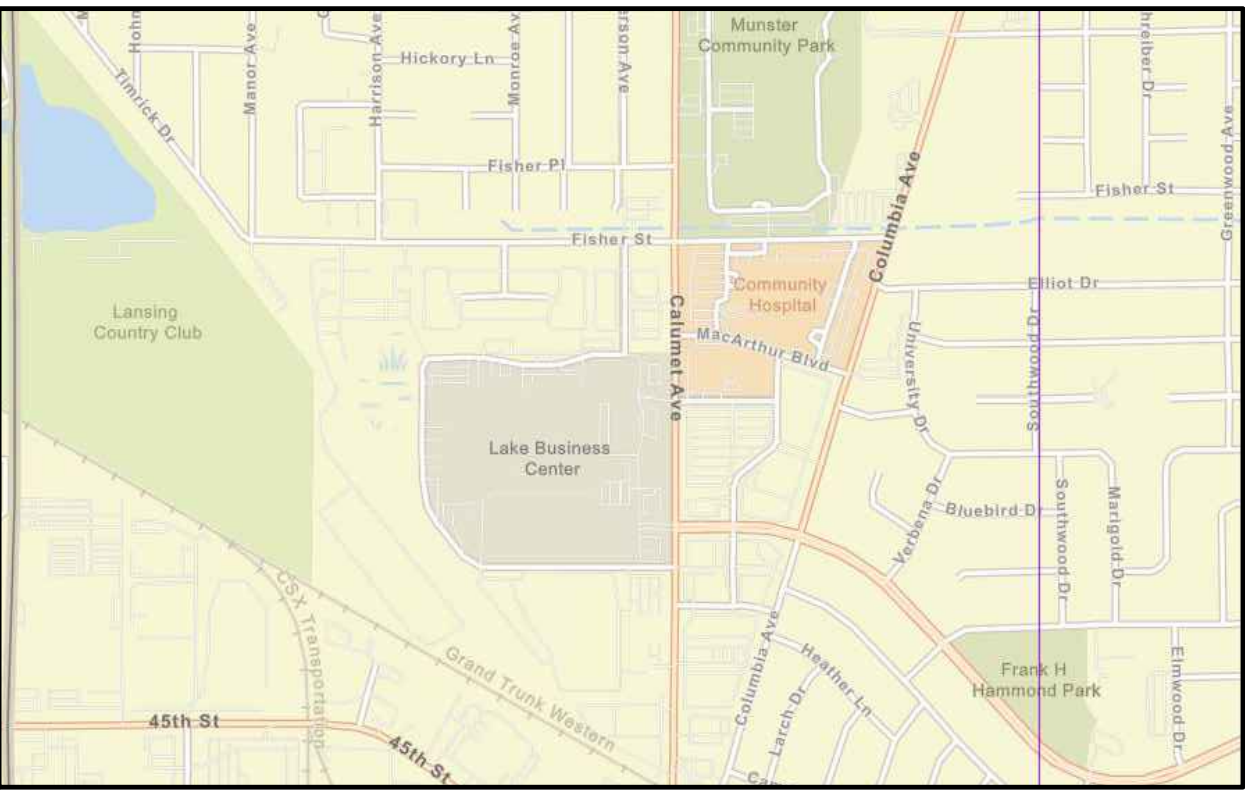 Munster
Community Park
Hickory Ln
Manor Ave
Harrison Ave
Timrick Dr
Fisher Pl
Fisher St
Greenwood Ave
Columbia Ave
Fisher St
Elliot Dr
Community
Hospital
Lansing
Country Club
Calumet Ave
MacArthur Blvd
University Dr
Southwood Dr
Lake Business
Center
Verbena Dr
Bluebird Dr
Southwood Dr
Marigold Dr
CSX Transportation
Grand Trunk Western
Columbia Ave
Heather Ln
Larch Dr
Frank H
Hammond Park
Elmwood Dr
45th St
45th St